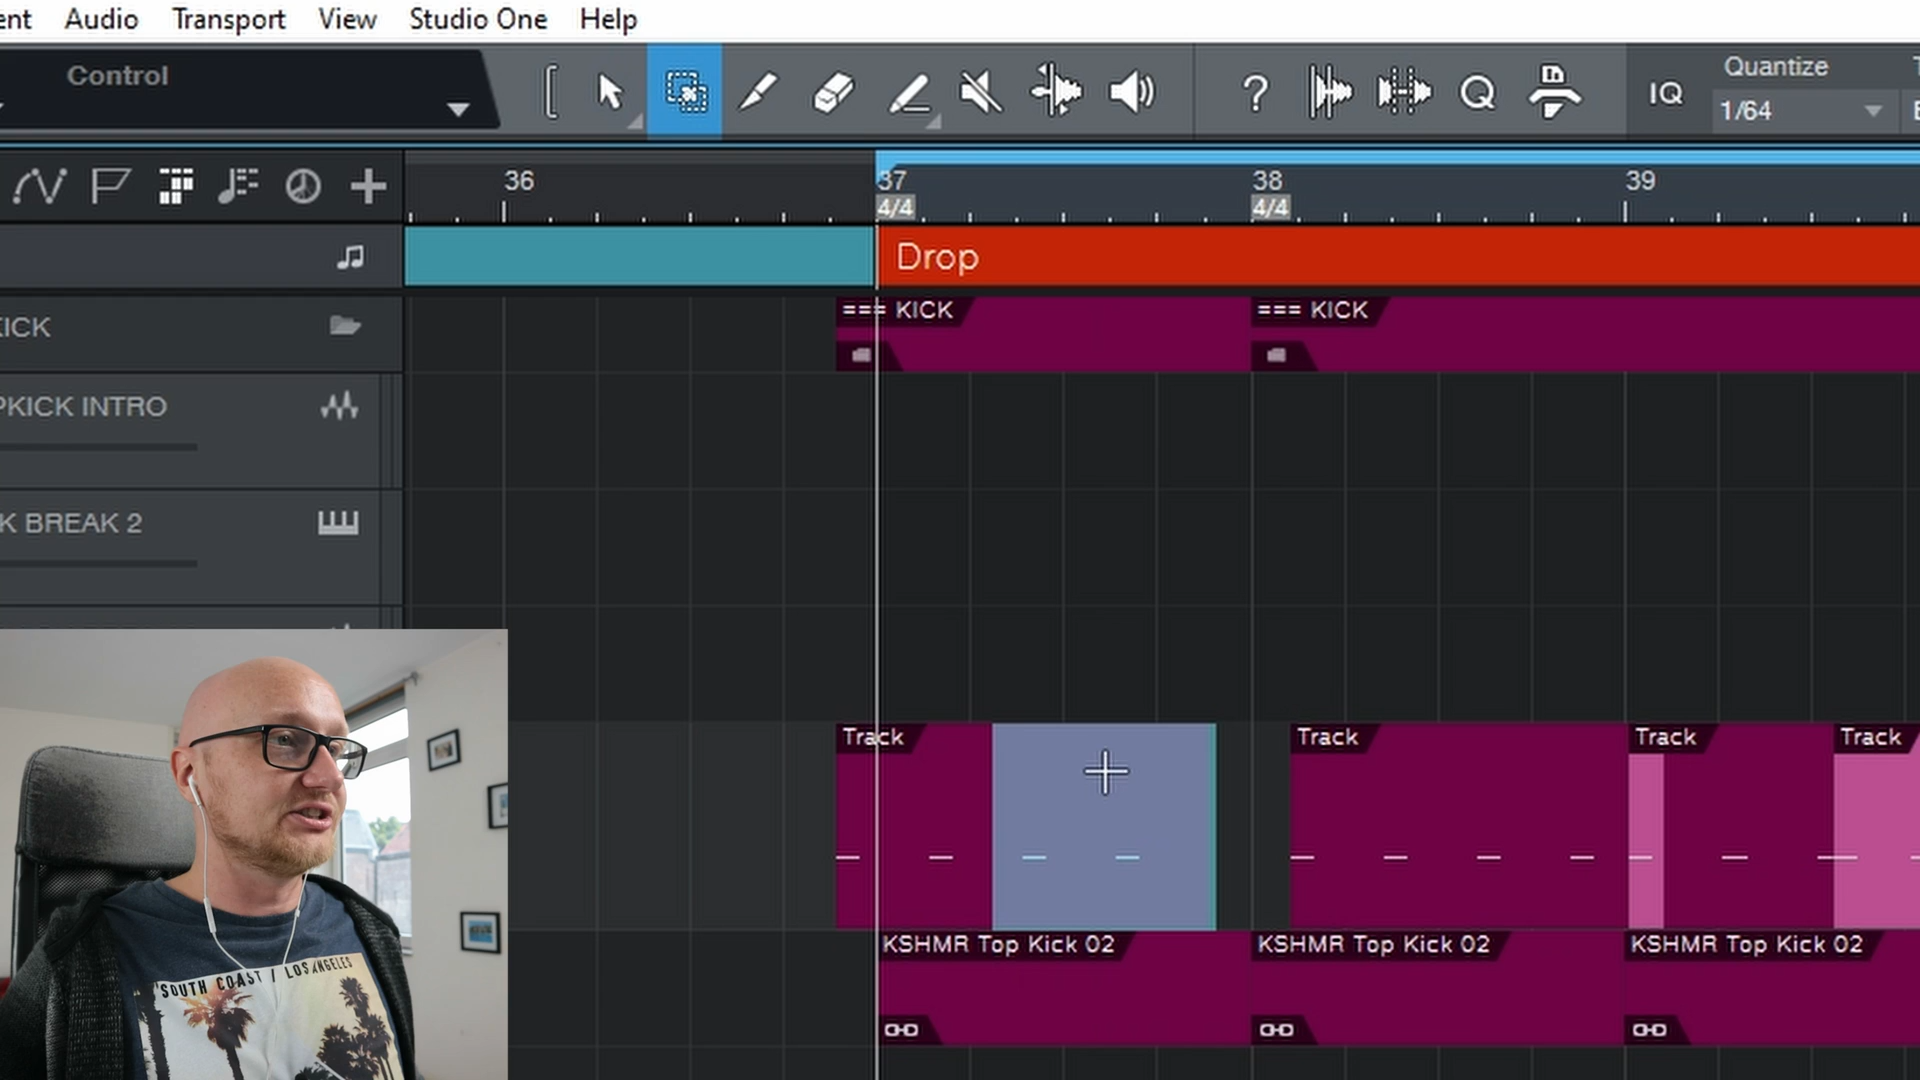 ent Audio Transport View Studio One Help
Control
Quantize
IQ
1/64
36
37
38
39
4/4
4/4
Drop
KICK
=== KICK
=== KICK
PKICK INTRO
K BREAK 2
Track
Track
Track
Track
KSHMR Top Kick 02
KSHMR Top Kick 02
KSHMR Top Kick 02
SOUTH COAST / LOS ANGELES